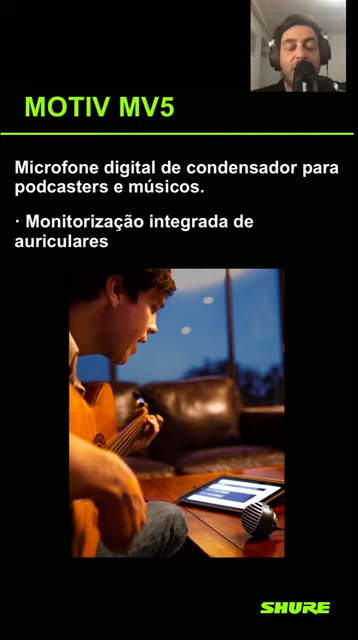 MOTIV MV5
Microfone digital de condensador para
podcasters e músicos.
· Monitorização integrada de
auriculares
SHURE